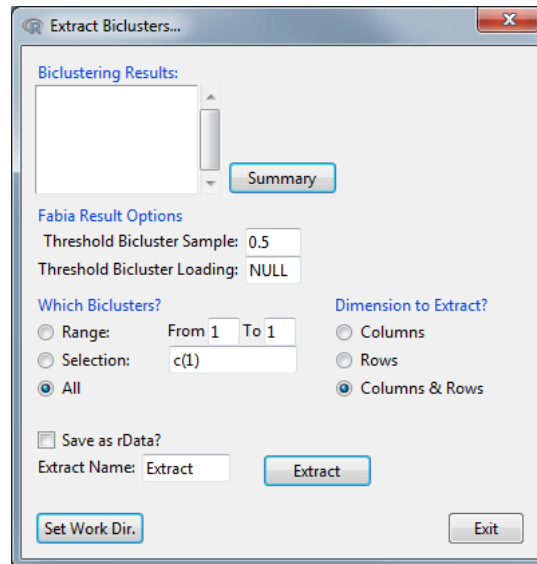 Extract Biclusters...
Biclustering Results:
Summary
Fabia Result Options
Threshold Bicluster Sample: 0.5
Threshold Bicluster Loading: NULL
Which Biclusters? Dimension to Extract?
Range: From 1 To 1 Columns
Selection: c(1) Rows
All Columns & Rows
Save as rData?
Extract Name: Extract Extract
Set Work Dir. Exit